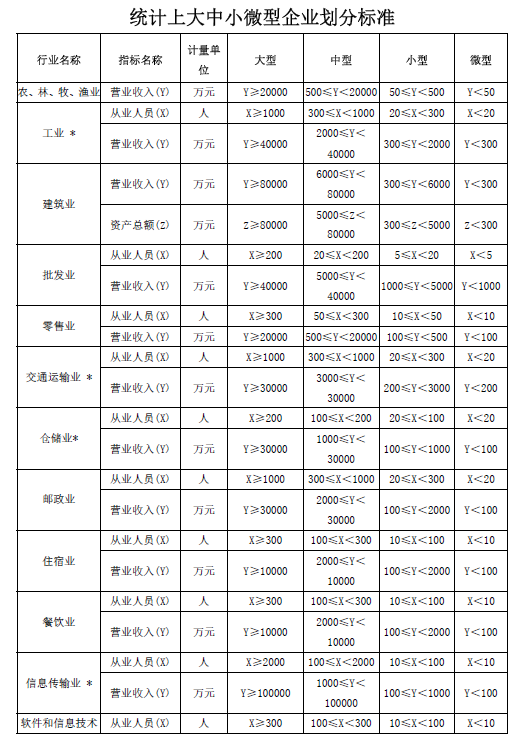 统计上大中小微型企业划分标准
行业名称 指标名称 计量单位 大型 中型 小型 微型
农、林、牧、渔业 营业收入(Y) 万元 Y≥20000 500≤Y＜20000 50≤Y＜500 Y＜50
工业 * 从业人员(X) 人 X≥1000 300≤X＜1000 20≤X＜300 X＜20
营业收入(Y) 万元 Y≥40000 2000≤Y＜40000 300≤Y＜2000 Y＜300
建筑业 营业收入(Y) 万元 Y≥80000 6000≤Y＜80000 300≤Y＜6000 Y＜300
资产总额(Z) 万元 Z≥80000 5000≤Z＜80000 300≤Z＜5000 Z＜300
批发业 从业人员(X) 人 X≥200 20≤X＜200 5≤X＜20 X＜5
营业收入(Y) 万元 Y≥40000 5000≤Y＜40000 1000≤Y＜5000 Y＜1000
零售业 从业人员(X) 人 X≥300 50≤X＜300 10≤X＜50 X＜10
营业收入(Y) 万元 Y≥20000 500≤Y＜20000 100≤Y＜500 Y＜100
交通运输业 * 从业人员(X) 人 X≥1000 300≤X＜1000 20≤X＜300 X＜20
营业收入(Y) 万元 Y≥30000 3000≤Y＜30000 200≤Y＜3000 Y＜200
仓储业* 从业人员(X) 人 X≥200 100≤X＜200 20≤X＜100 X＜20
营业收入(Y) 万元 Y≥30000 1000≤Y＜30000 100≤Y＜1000 Y＜100
邮政业 从业人员(X) 人 X≥1000 300≤X＜1000 20≤X＜300 X＜20
营业收入(Y) 万元 Y≥30000 2000≤Y＜30000 100≤Y＜2000 Y＜100
住宿业 从业人员(X) 人 X≥300 100≤X＜300 10≤X＜100 X＜10
营业收入(Y) 万元 Y≥10000 2000≤Y＜10000 100≤Y＜2000 Y＜100
餐饮业 从业人员(X) 人 X≥300 100≤X＜300 10≤X＜100 X＜10
营业收入(Y) 万元 Y≥10000 2000≤Y＜10000 100≤Y＜2000 Y＜100
信息传输业 * 从业人员(X) 人 X≥2000 100≤X＜2000 10≤X＜100 X＜10
营业收入(Y) 万元 Y≥100000 1000≤Y＜100000 100≤Y＜1000 Y＜100
软件和信息技术 从业人员(X) 人 X≥300 100≤X＜300 10≤X＜100 X＜10